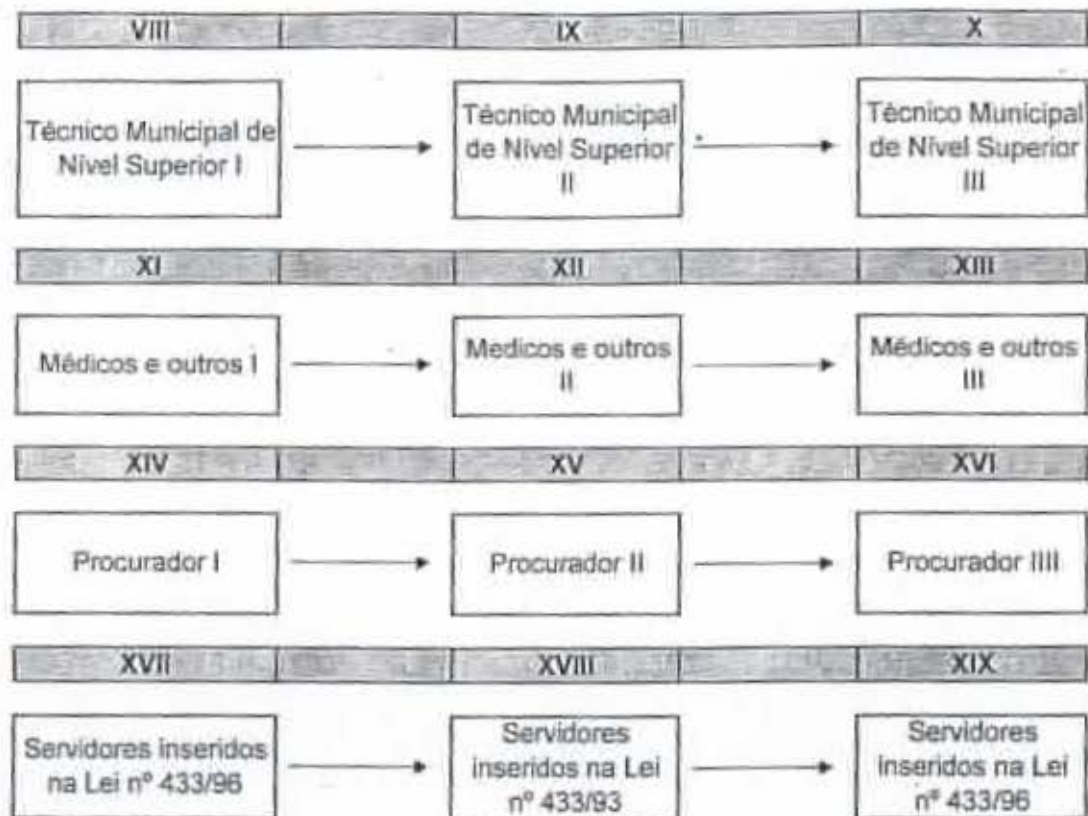 VIII IX X
Técnico Municipal de
Nível Superior I
Técnico Municipal
de Nível Superior
II
Técnico Municipal
de Nível Superior
III
XI XII XIII
Médicos e outros I
Medicos e outros
II
Médicos e outros
III
XIV XV XVI
Procurador I
Procurador II
Procurador IIII
XVII XVIII XIX
Servidores inseridos
na Lei nº 433/96
Servidores
inseridos na Lei
nº 433/93
Servidores
inseridos na Lei
nº 433/96